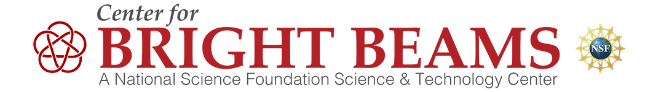 Center for
BRIGHT BEAMS
NSF
A National Science Foundation Science & Technology Center